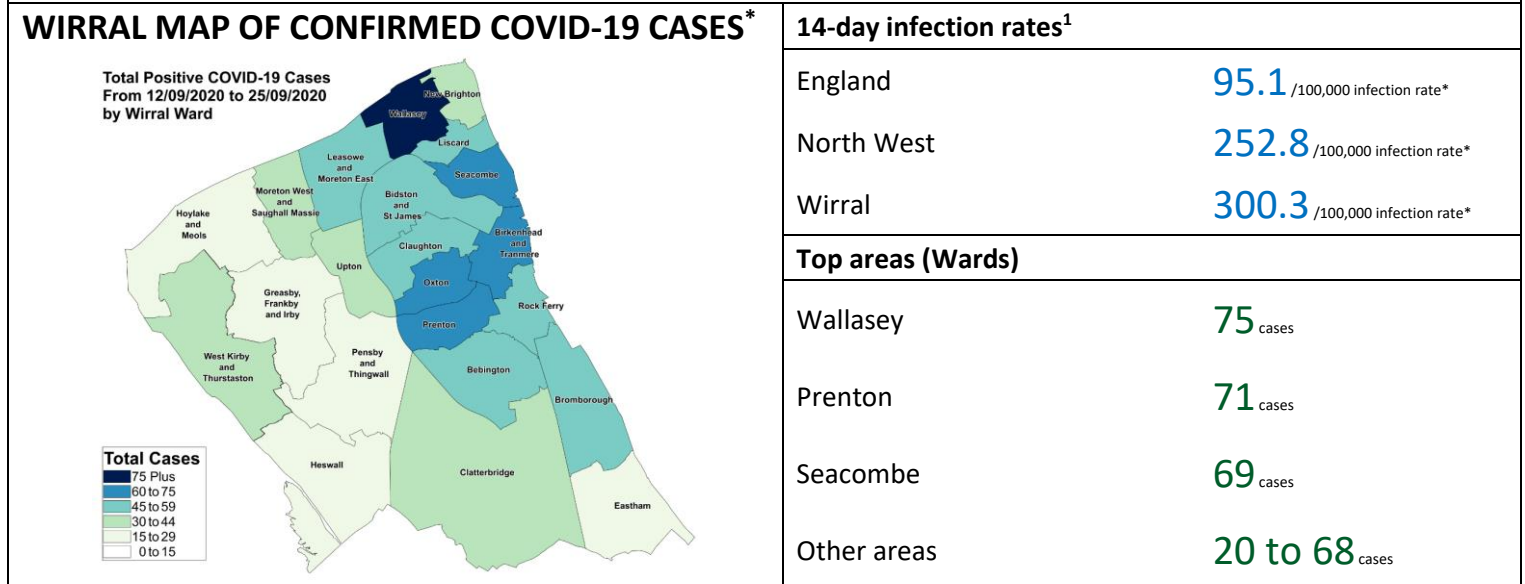 WIRRAL MAP OF CONFIRMED COVID-19 CASES*
Total Positive COVID-19 Cases
From 12/09/2020 to 25/09/2020
by Wirral Ward
New Brighton
Wallasey
Liscard
Leasowe
and
Moreton East
Seacombe
Moreton West
and
Saughall Massie
Bidston
and
St James
Hoylake
and
Meols
Birkenhead
and
Tranmere
Claughton
Upton
Oxton
Greasby,
Frankby
and Irby
Rock Ferry
Prenton
West Kirby
and
Thurstaston
Pensby
and
Thingwall
Bebington
Bromborough
Heswall
Clatterbridge
Eastham
Total Cases
75 Plus
60 to 75
45 to 59
30 to 44
15 to 29
0 to 15
14-day infection rates1
England 95.1 /100,000 infection rate*
North West 252.8 /100,000 infection rate*
Wirral 300.3 /100,000 infection rate*
Top areas (Wards)
Wallasey 75 cases
Prenton 71 cases
Seacombe 69 cases
Other areas 20 to 68 cases